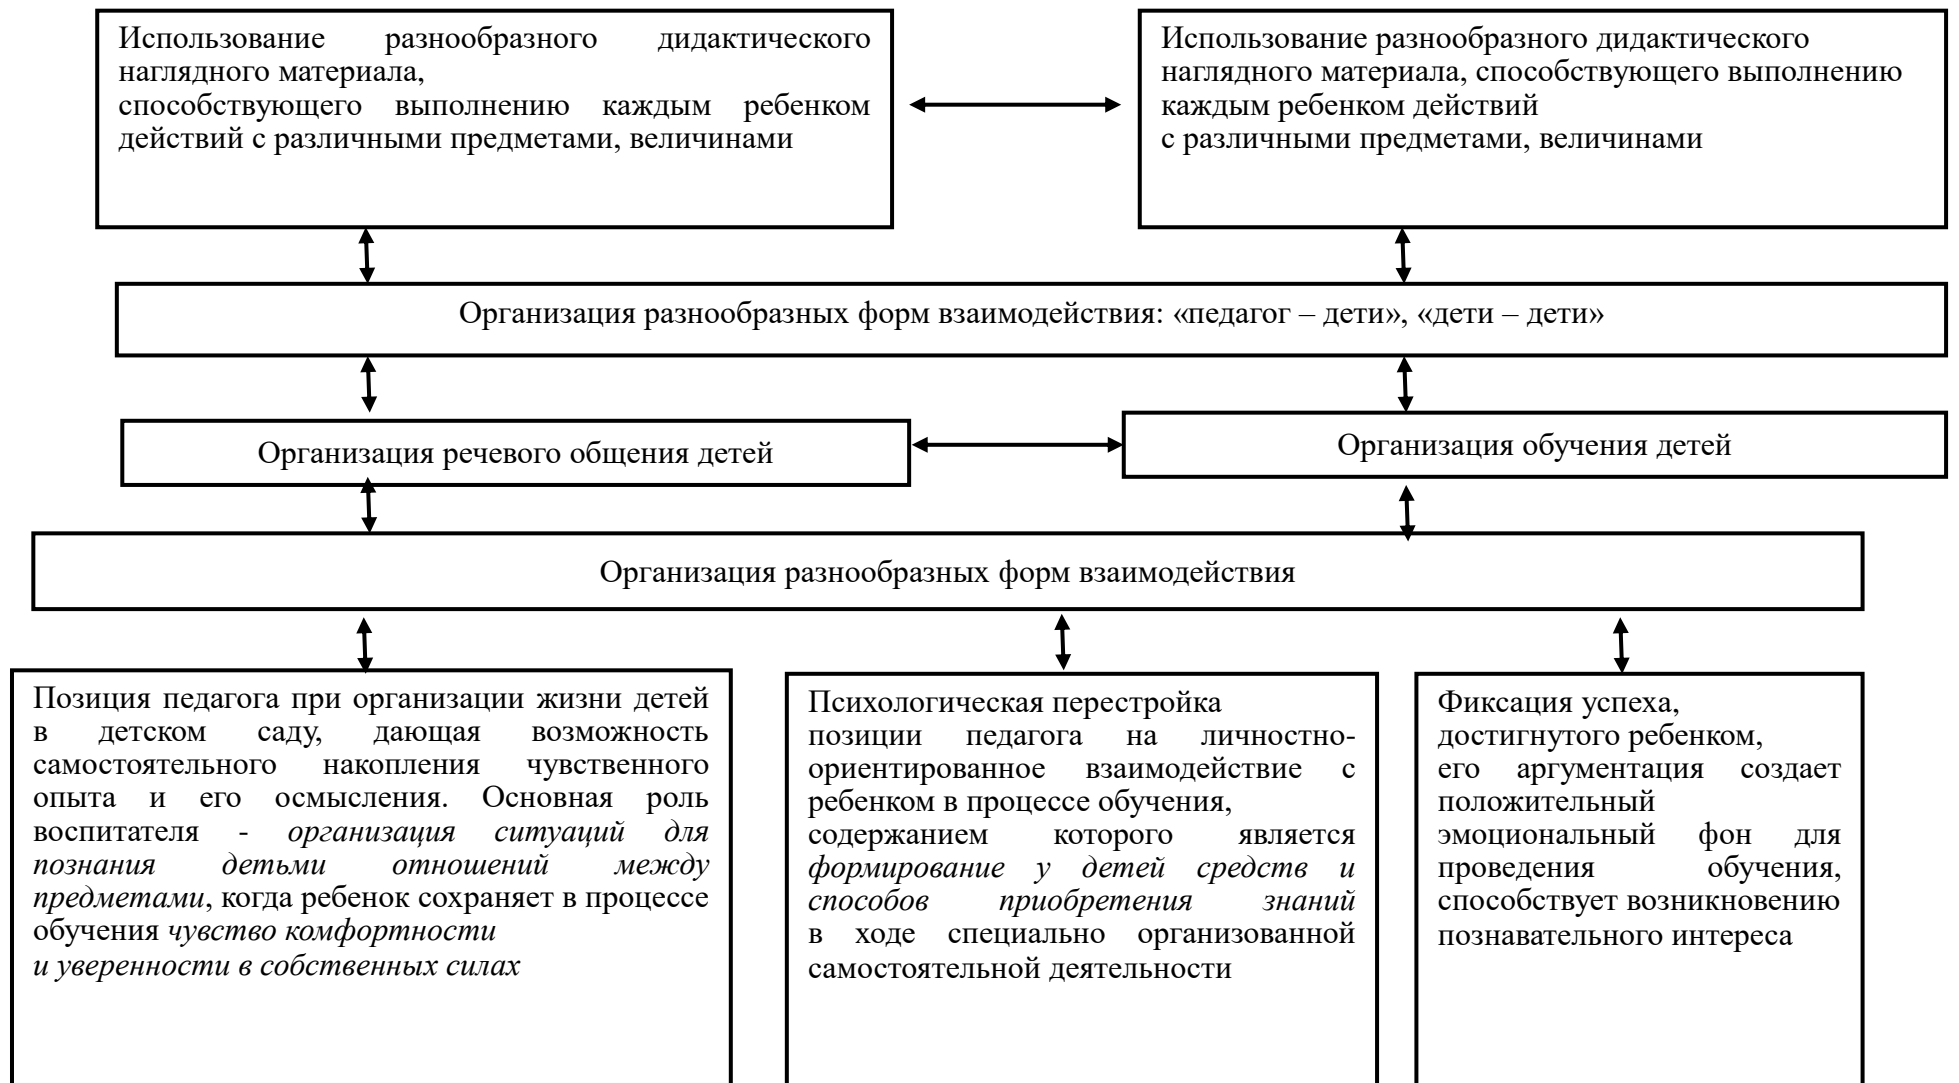 Использование разнообразного дидактического
наглядного материала,
способствующего выполнению каждым ребенком
действий с различными предметами, величинами
Использование разнообразного дидактического
наглядного материала, способствующего выполнению
каждым ребенком действий
с различными предметами, величинами
Организация разнообразных форм взаимодействия: «педагог – дети», «дети – дети»
Организация речевого общения детей
Организация обучения детей
Организация разнообразных форм взаимодействия
Позиция педагога при организации жизни детей
в детском саду, дающая возможность
самостоятельного накопления чувственного
опыта и его осмысления. Основная роль
воспитателя - организация ситуаций для
познания детьми отношений между
предметами, когда ребенок сохраняет в процессе
обучения чувство комфортности
и уверенности в собственных силах
Психологическая перестройка
позиции педагога на личностно-
ориентированное взаимодействие с
ребенком в процессе обучения,
содержанием которого является
формирование у детей средств и
способов приобретения знаний
в ходе специально организованной
самостоятельной деятельности
Фиксация успеха,
достигнутого ребенком,
его аргументация создает
положительный
эмоциональный фон для
проведения обучения,
способствует возникновению
познавательного интереса